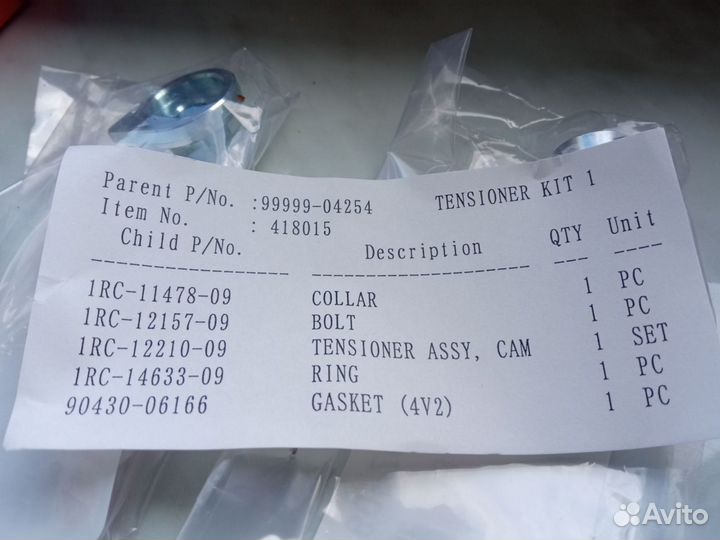 Parent P/No. :99999-04254 TENSIONER KIT 1
Item No. : 418015
Child P/No. Description QTY Unit
1RC-11478-09 COLLAR 1 PC
1RC-12157-09 BOLT 1 PC
1RC-12210-09 TENSIONER ASSY, CAM 1 SET
1RC-14633-09 RING 1 PC
90430-06166 GASKET (4V2) 1 PC
Avito